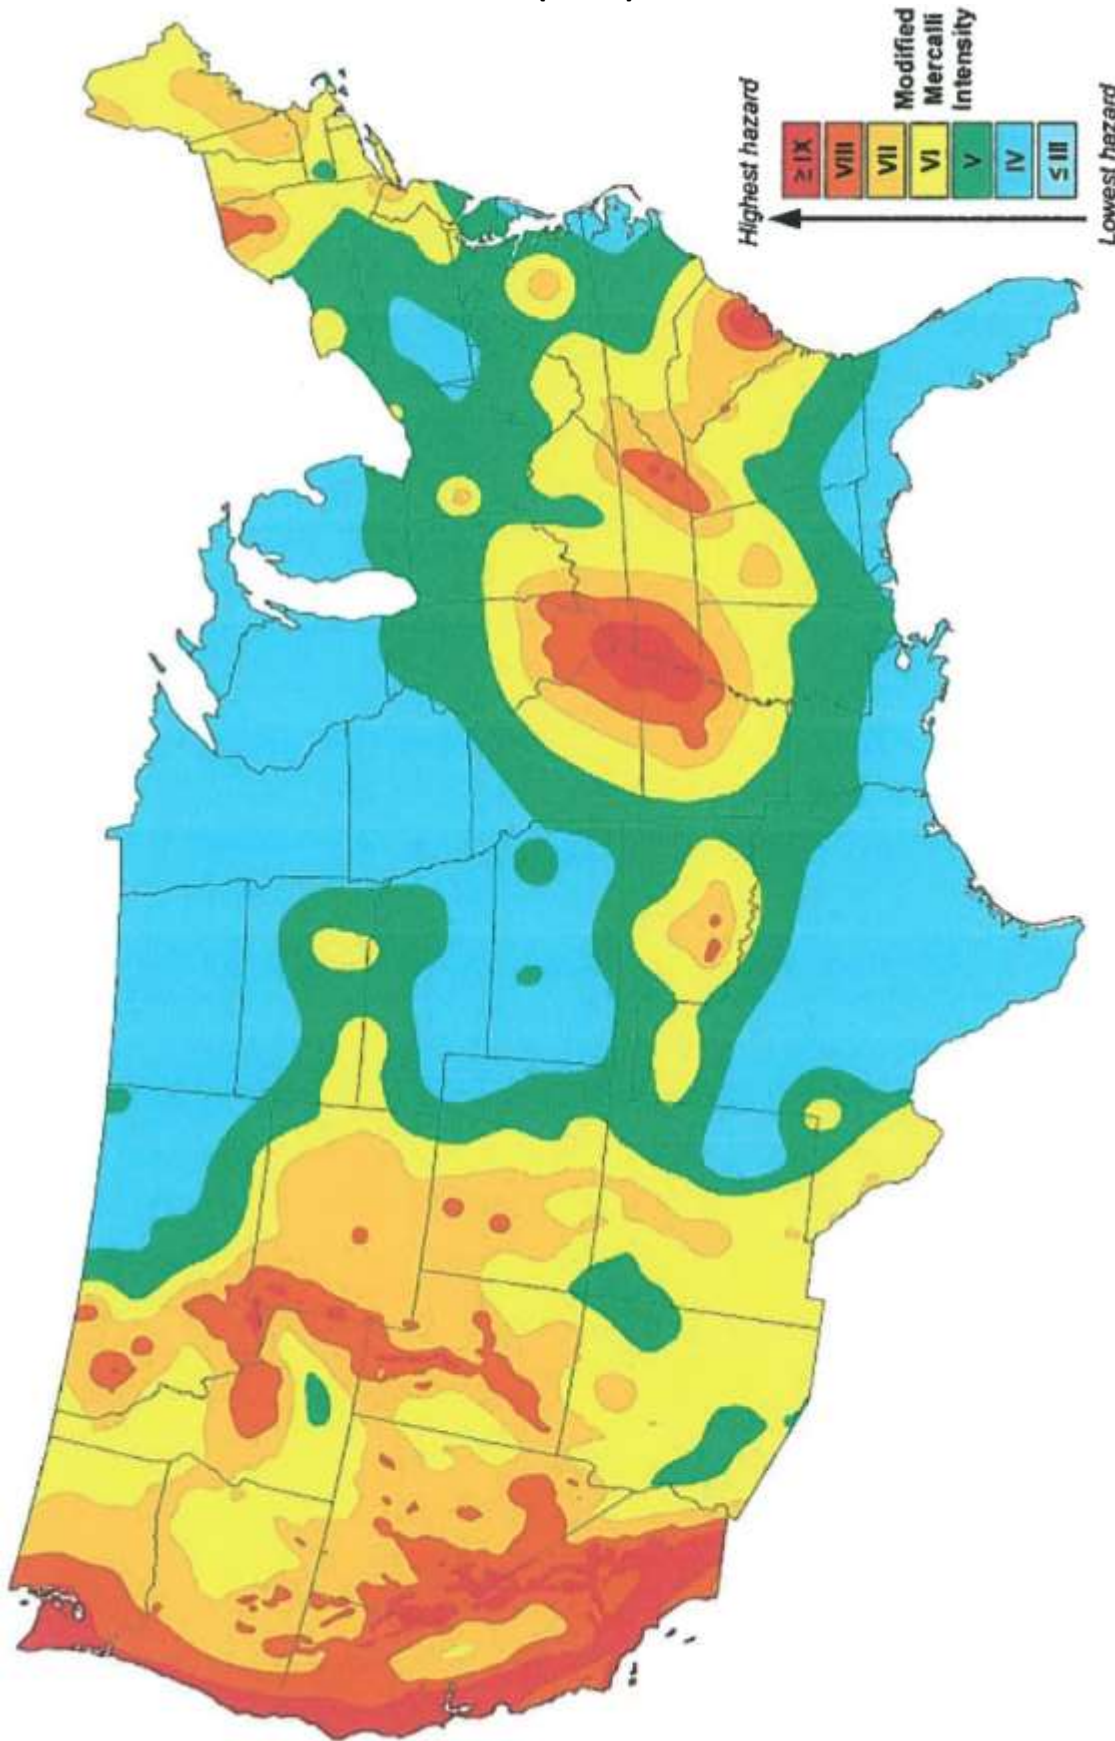 Highest hazard
≥ IX
VIII
VII
VI
V
IV
≤ III
Modified
Mercalli
Intensity
Lowest hazard